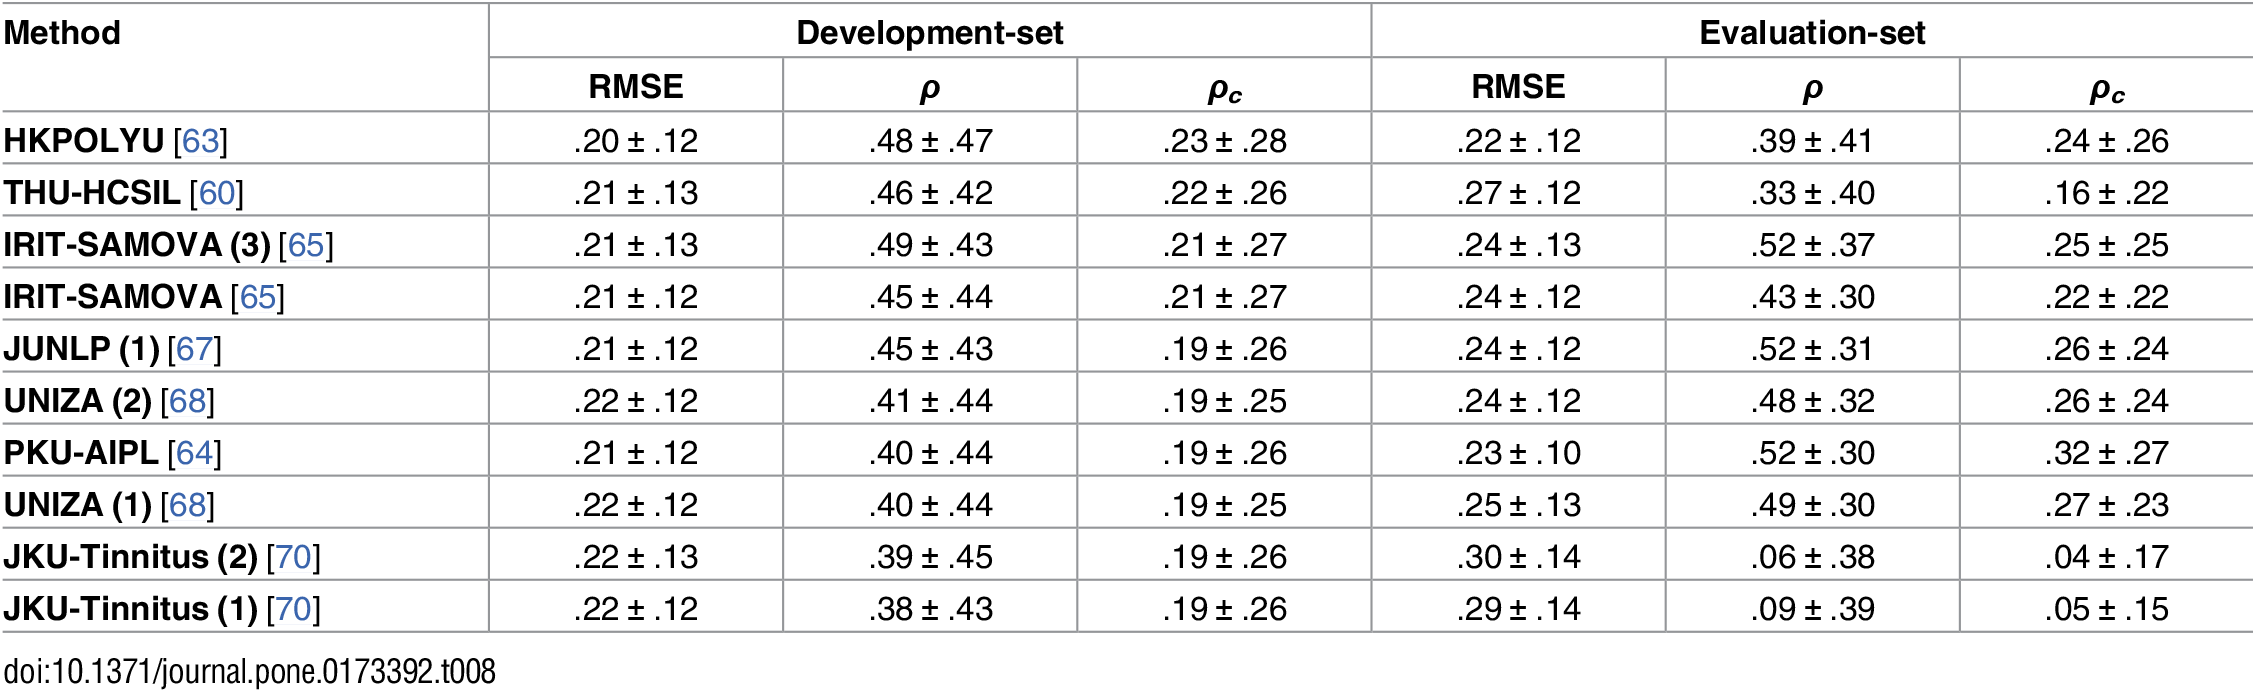 Method Development-set Evaluation-set
RMSE ρ ρc RMSE ρ ρc
HKPOLYU [63] .20 ± .12 .48 ± .47 .23 ± .28 .22 ± .12 .39 ± .41 .24 ± .26
THU-HCSIL [60] .21 ± .13 .46 ± .42 .22 ± .26 .27 ± .12 .33 ± .40 .16 ± .22
IRIT-SAMOVA (3) [65] .21 ± .13 .49 ± .43 .21 ± .27 .24 ± .13 .52 ± .37 .25 ± .25
IRIT-SAMOVA [65] .21 ± .12 .45 ± .44 .21 ± .27 .24 ± .12 .43 ± .30 .22 ± .22
JUNLP (1) [67] .21 ± .12 .45 ± .43 .19 ± .26 .24 ± .12 .52 ± .31 .26 ± .24
UNIZA (2) [68] .22 ± .12 .41 ± .44 .19 ± .25 .24 ± .12 .48 ± .32 .26 ± .24
PKU-AIPL [64] .21 ± .12 .40 ± .44 .19 ± .26 .23 ± .10 .52 ± .30 .32 ± .27
UNIZA (1) [68] .22 ± .12 .40 ± .44 .19 ± .25 .25 ± .13 .49 ± .30 .27 ± .23
JKU-Tinnitus (2) [70] .22 ± .13 .39 ± .45 .19 ± .26 .30 ± .14 .06 ± .38 .04 ± .17
JKU-Tinnitus (1) [70] .22 ± .12 .38 ± .43 .19 ± .26 .29 ± .14 .09 ± .39 .05 ± .15
doi:10.1371/journal.pone.0173392.t008